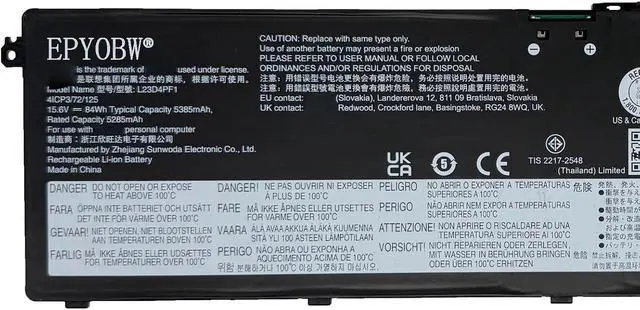 EPYOBW®
is the trademark of used under license.
是联想集团所属企业的商标
Model Name/型号/型號: L23D4PF1
4ICP3/72/125
15.6V ⎓ 84Wh Typical Capacity 5385mAh,
Rated Capacity 5285mAh
For use with personal computer
制造商:浙江欣旺达电子有限公司
Manufactured by Zhejiang Sunwoda Electronics Co., Ltd
Rechargeable Li-ion Battery
Made in China
CAUTION: Replace with same type only.
Use of another battery may present a fire or explosion.
PLEASE REFER TO MANUAL. FOLLOW LOCAL
ORDINANCES AND/OR REGULATIONS TO DISPOSE.
注意:用错误型号电池更换会有爆炸危险,务必按照说明处置用完的电池
注意:用錯誤型號電池更換會有爆炸危險,務必按照說明處置用完的電池
EU contact: (Slovakia), Landererova 12, 811 09 Bratislava, Slovakia
UK contact: Redwood, Crockford lane, Basingstoke, RG24 8WQ, UK.
US & Ca
UK
CA
5
TIS 2217-2548
(Thailand) Limited
DANGER DO NOT OPEN OR EXPOSE
TO HEAT ABOVE 100°C
FARA ÖPPNA INTE BATTERIET OCH UTSÄTT
DET INTE FÖR VÄRME ÖVER 100°C
GEVAAR! NIET OPENEN, NIET BLOOTSTELLEN
AAN TEMPERATUREN BOVEN 100°C
FARLIG MÅ IKKE ÅPNES ELLER UDSÆTTES
FOR TEMPERATURER OVER 100°C
DANGER! NE PAS OUVRIR NI EXPOSER À
PLUS DE 100°C
FARE MÅ IKKE ÅPNES ELLER UTSETTES
FOR VARME OVER 100°C
VAARA ÄLÄ AVAA AKKUA ÄLÄKÄ KUUMENNA
SITÄ YLI 100 ASTEEN LÄMPÖTILAAN
PERIGO NÃO ABRA OU EXPONHA A
AQUECIMENTO ACIMA DE 100°C
위험 분해 하거나 100°C 이상 가열 하지 마십시오.
PELIGRO NO ABRIR O EXPONER A TEMPERATURAS
SUPERIORES A 100°C
PERIGO NÃO ABRIR NEM EXPOR A TEMPERATURAS
SUPERIORES A 100°C
ATTENZIONE! NON APRIRE O RISCALDARE AD UNA
TEMPERATURA SUPERIORE AI 100°C
VORSICHT! NICHT REPARIEREN ODER ZERLEGEN,
MIT WASSER IN BERÜHRUNG BRINGEN, VERBRENNEN
ODER ÜBER 100°C ERHITZEN.
危険